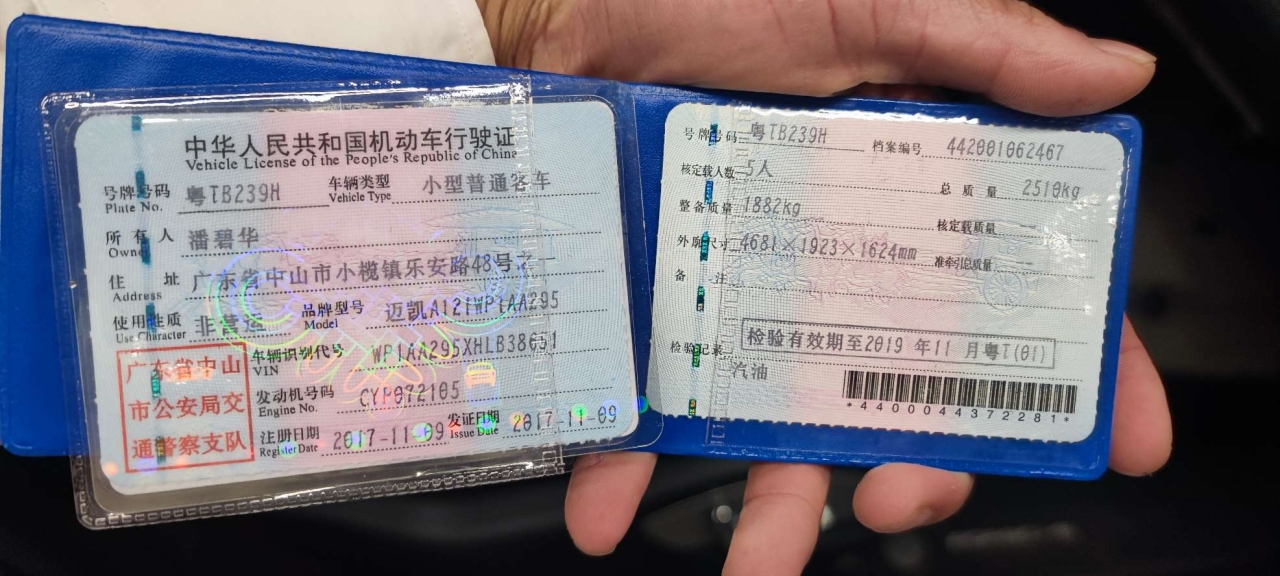 中华人民共和国机动车行驶证
Vehicle License of the People's Republic of China
号牌号码 粤TB239H 车辆类型 小型普通客车
Plate No. Vehicle Type
所有人 潘碧华
Owner
住址 广东省中山市小榄镇乐安路48号之一
Address
使用性质 非营运 品牌型号 迈凯A121WP1AA295
Use Character Model
广东省中山
市公安局交
通警察支队
车辆识别代号 WP1AA295XHLB38651
VIN
发动机号码 CYP072105
Engine No.
注册日期 2017-11-09 发证日期 2017-11-09
Register Date Issue Date
号牌号码 粤TB239H 档案编号 442001062467
核定载人数 5人 总质量 2510kg
整备质量 1882kg 核定载质量 --
外廓尺寸 4681×1923×1624mm 准牵引总质量 --
备注
检验有效期至2019年11月粤T(01)
检验记录
汽油
*4400044372281*